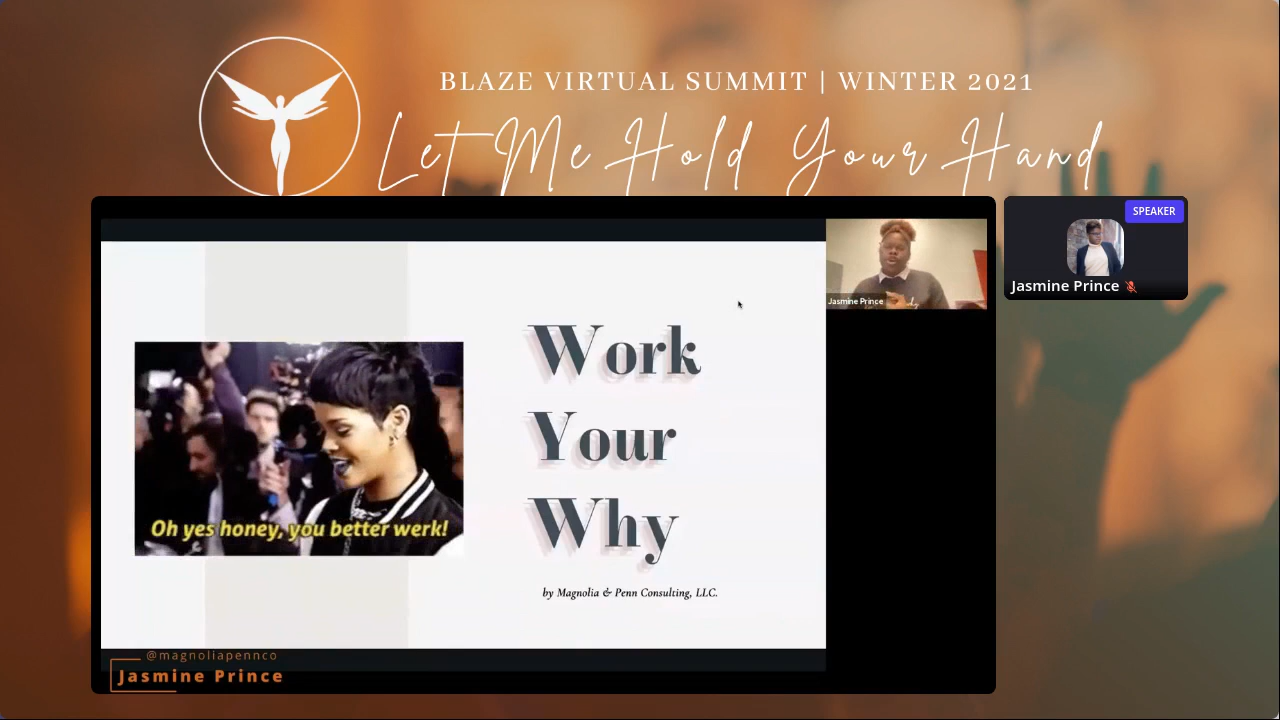 BLAZE VIRTUAL SUMMIT | WINTER 2021
Let Me Hold Your Hand
SPEAKER
Jasmine Prince
Jasmine Prince
Work
Your
Why
Oh yes honey, you better werk!
by Magnolia & Penn Consulting, LLC.
@magnoliapennco
Jasmine Prince